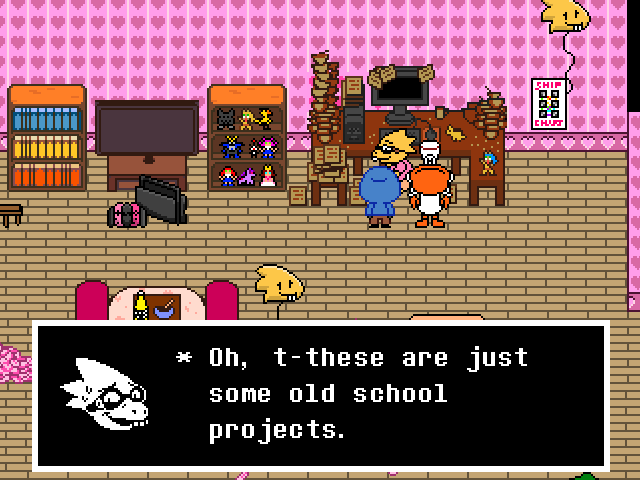 SHIP
CHART
* Oh, t-these are just
some old school
projects.